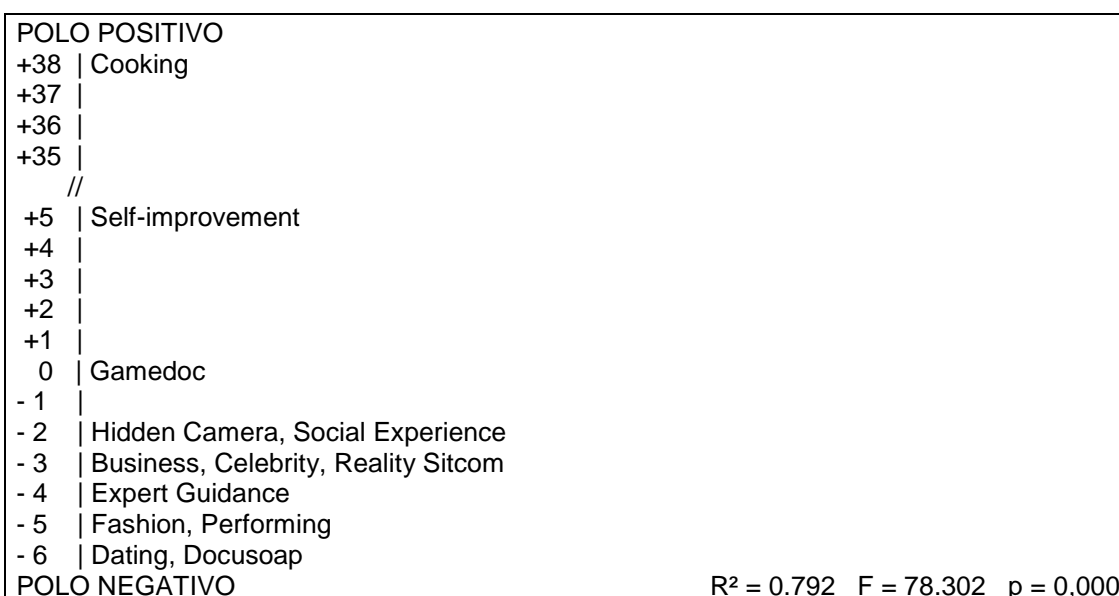 POLO POSITIVO
+38 | Cooking
+37 |
+36 |
+35 |
//
+5 | Self-improvement
+4 |
+3 |
+2 |
+1 |
0 | Gamedoc
- 1 |
- 2 | Hidden Camera, Social Experience
- 3 | Business, Celebrity, Reality Sitcom
- 4 | Expert Guidance
- 5 | Fashion, Performing
- 6 | Dating, Docusoap
POLO NEGATIVO R² = 0.792 F = 78.302 p = 0,000